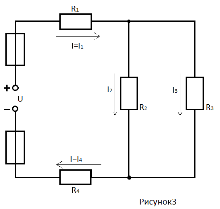 R₁
I=I₁
+
U
−
I₂
R₂
I₃
R₃
I=I₄
R₄
Рисунок3